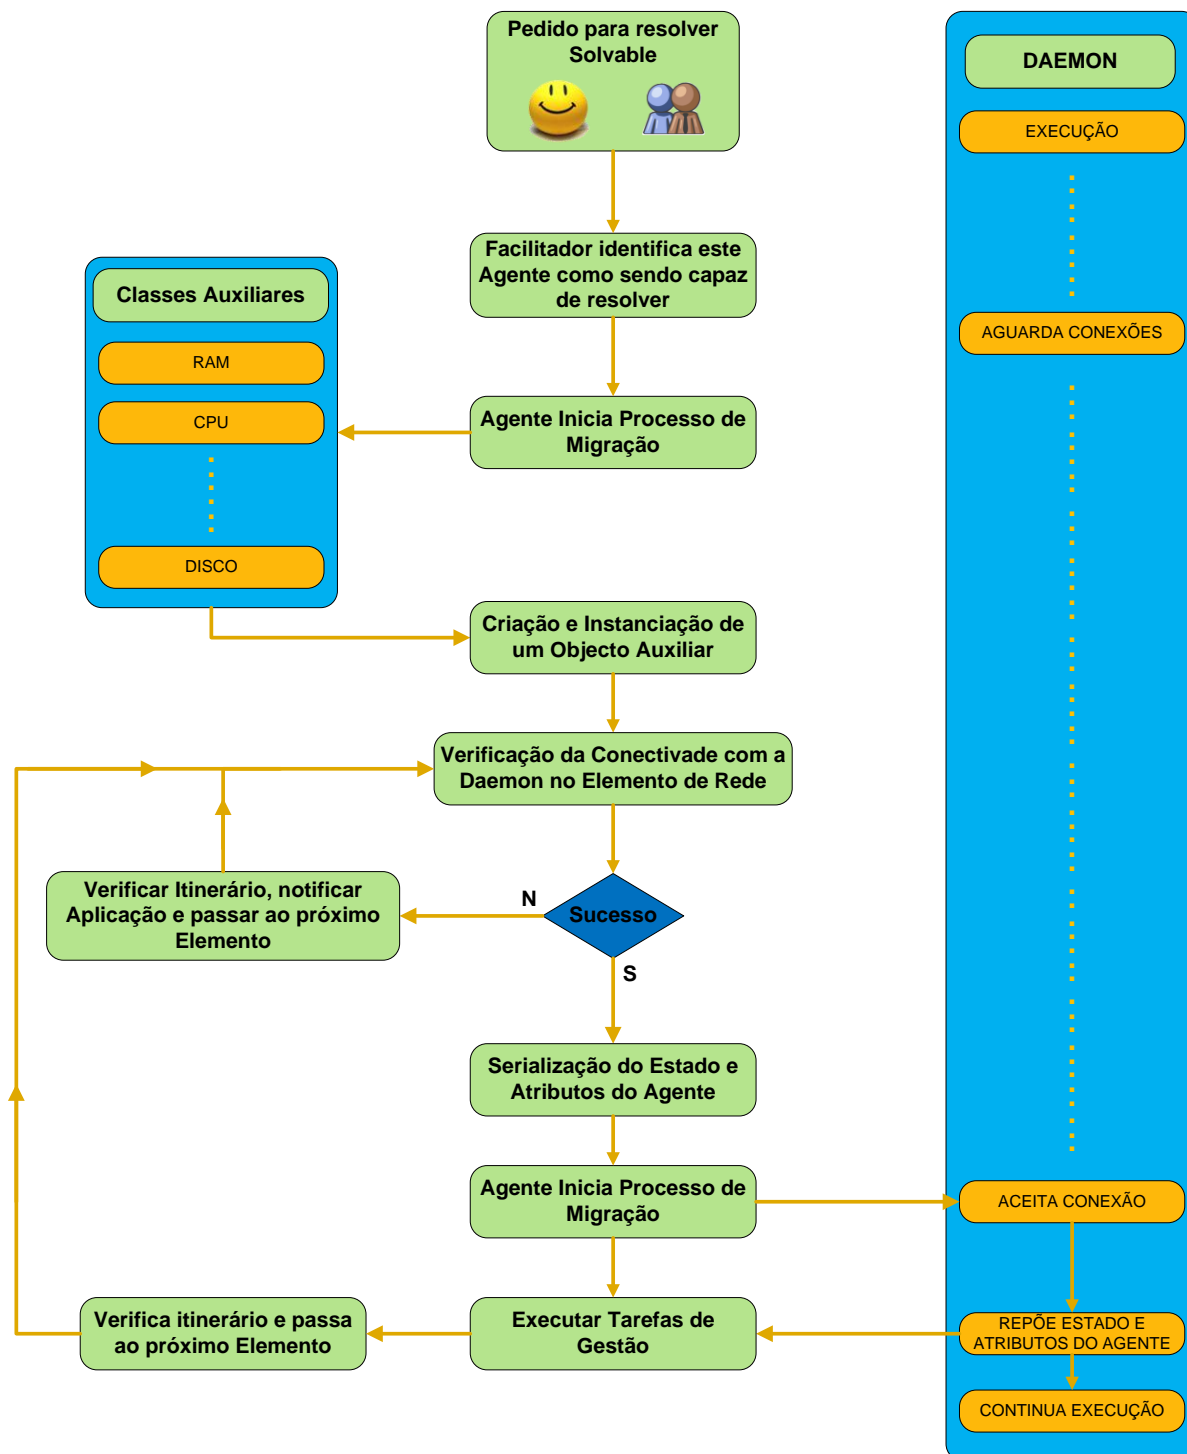 Pedido para resolver
Solvable
DAEMON
EXECUÇÃO
Facilitador identifica este
Agente como sendo capaz
de resolver
Classes Auxiliares
RAM
CPU
DISCO
AGUARDA CONEXÕES
Agente Inicia Processo de
Migração
Criação e Instanciação de
um Objecto Auxiliar
Verificação da Conectivade com a
Daemon no Elemento de Rede
Verificar Itinerário, notificar
Aplicação e passar ao próximo
Elemento
N
Sucesso
S
Serialização do Estado e
Atributos do Agente
Agente Inicia Processo de
Migração
ACEITA CONEXÃO
Verifica itinerário e passa
ao próximo Elemento
Executar Tarefas de
Gestão
REPÕE ESTADO E
ATRIBUTOS DO AGENTE
CONTINUA EXECUÇÃO